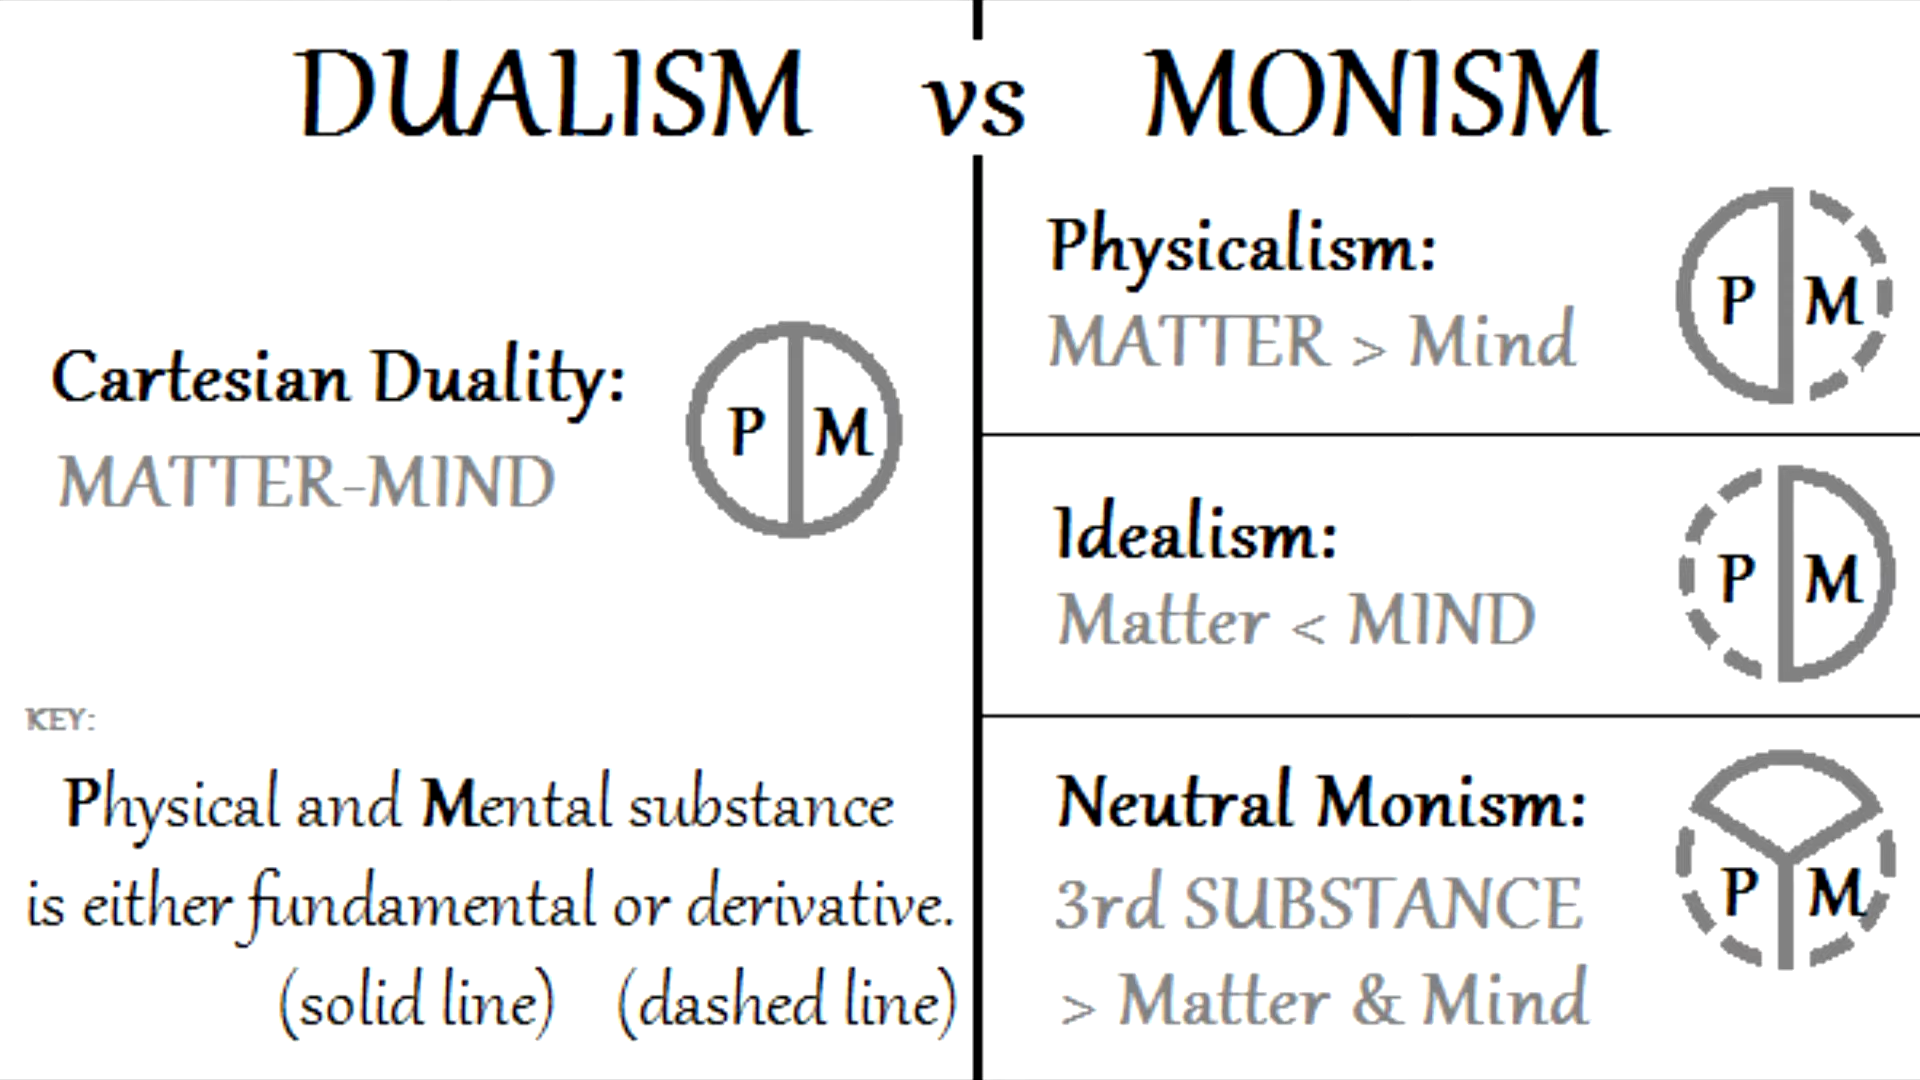 DUALISM vs MONISM
Cartesian Duality:
MATTER-MIND
P M
KEY:
Physical and Mental substance
is either fundamental or derivative.
(solid line) (dashed line)
Physicalism:
MATTER > Mind
P M
Idealism:
Matter < MIND
P M
Neutral Monism:
3rd SUBSTANCE
> Matter & Mind
P M